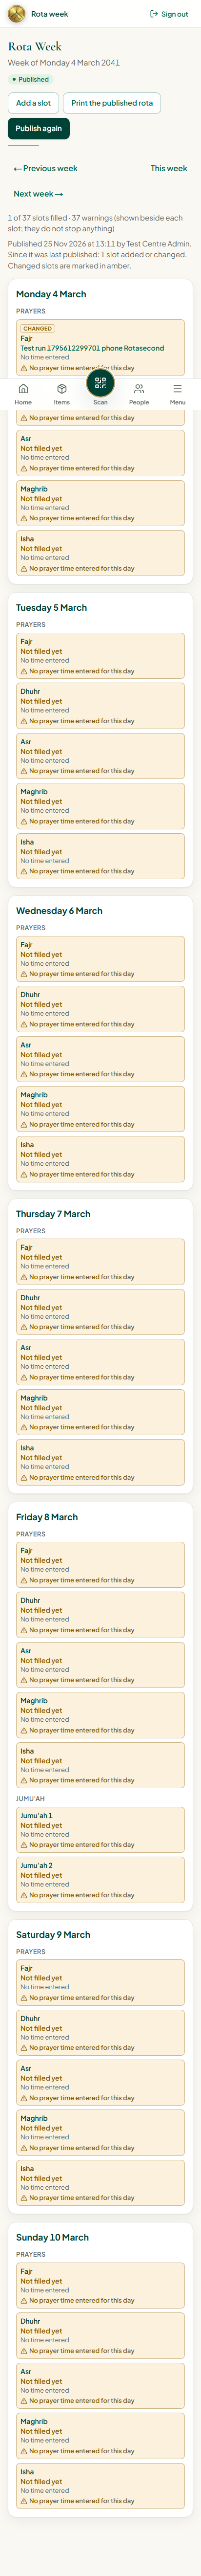 Rota week
Sign out
Rota Week
Week of Monday 4 March 2041
Published
Add a slot
Print the published rota
Publish again
← Previous week
This week
Next week →
1 of 37 slots filled · 37 warnings (shown beside each
slot; they do not stop anything)
Published 25 Nov 2026 at 13:11 by Test Centre Admin.
Since it was last published: 1 slot added or changed.
Changed slots are marked in amber.
Monday 4 March
PRAYERS
CHANGED
Fajr
Test run 1795612299701 phone Rotasecond
No time entered
No prayer time entered for this day
Home
Items
Scan
People
Menu
No prayer time entered for this day
Asr
Not filled yet
No time entered
No prayer time entered for this day
Maghrib
Not filled yet
No time entered
No prayer time entered for this day
Isha
Not filled yet
No time entered
No prayer time entered for this day
Tuesday 5 March
PRAYERS
Fajr
Not filled yet
No time entered
No prayer time entered for this day
Dhuhr
Not filled yet
No time entered
No prayer time entered for this day
Asr
Not filled yet
No time entered
No prayer time entered for this day
Maghrib
Not filled yet
No time entered
No prayer time entered for this day
Isha
Not filled yet
No time entered
No prayer time entered for this day
Wednesday 6 March
PRAYERS
Fajr
Not filled yet
No time entered
No prayer time entered for this day
Dhuhr
Not filled yet
No time entered
No prayer time entered for this day
Asr
Not filled yet
No time entered
No prayer time entered for this day
Maghrib
Not filled yet
No time entered
No prayer time entered for this day
Isha
Not filled yet
No time entered
No prayer time entered for this day
Thursday 7 March
PRAYERS
Fajr
Not filled yet
No time entered
No prayer time entered for this day
Dhuhr
Not filled yet
No time entered
No prayer time entered for this day
Asr
Not filled yet
No time entered
No prayer time entered for this day
Maghrib
Not filled yet
No time entered
No prayer time entered for this day
Isha
Not filled yet
No time entered
No prayer time entered for this day
Friday 8 March
PRAYERS
Fajr
Not filled yet
No time entered
No prayer time entered for this day
Dhuhr
Not filled yet
No time entered
No prayer time entered for this day
Asr
Not filled yet
No time entered
No prayer time entered for this day
Maghrib
Not filled yet
No time entered
No prayer time entered for this day
Isha
Not filled yet
No time entered
No prayer time entered for this day
JUMU'AH
Jumu'ah 1
Not filled yet
No prayer time entered for this day
Jumu'ah 2
Not filled yet
No prayer time entered for this day
Saturday 9 March
PRAYERS
Fajr
Not filled yet
No time entered
No prayer time entered for this day
Dhuhr
Not filled yet
No time entered
No prayer time entered for this day
Asr
Not filled yet
No time entered
No prayer time entered for this day
Maghrib
Not filled yet
No time entered
No prayer time entered for this day
Isha
Not filled yet
No time entered
No prayer time entered for this day
Sunday 10 March
PRAYERS
Fajr
Not filled yet
No time entered
No prayer time entered for this day
Dhuhr
Not filled yet
No time entered
No prayer time entered for this day
Asr
Not filled yet
No time entered
No prayer time entered for this day
Maghrib
Not filled yet
No time entered
No prayer time entered for this day
Isha
Not filled yet
No time entered
No prayer time entered for this day